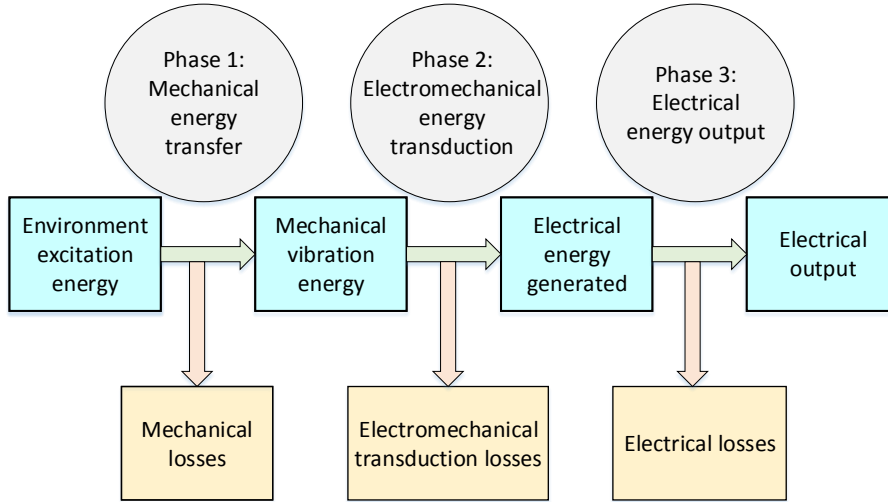 Phase 1:
Mechanical
energy
transfer
Phase 2:
Electromechanical
energy
transduction
Phase 3:
Electrical
energy output
Environment
excitation
energy
Mechanical
vibration
energy
Electrical
energy
generated
Electrical
output
Mechanical
losses
Electromechanical
transduction losses
Electrical losses